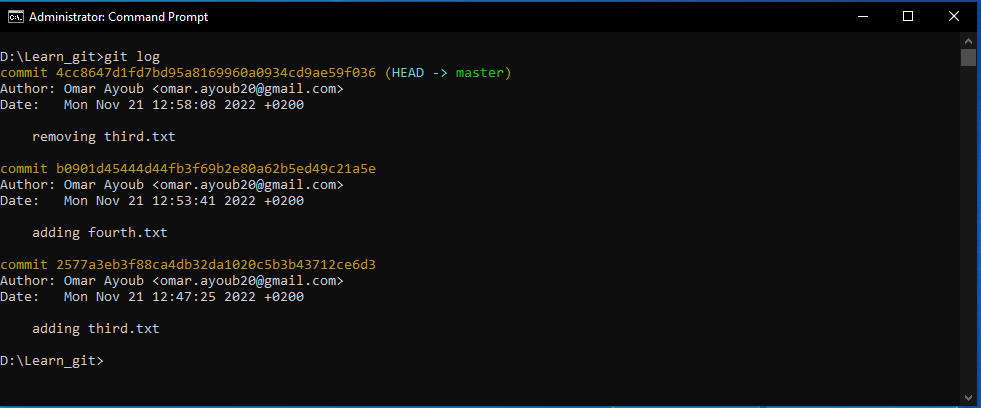 Administrator: Command Prompt
D:\Learn_git>git log
commit 4cc8647d1fd7bd95a8169960a0934cd9ae59f036 (HEAD -> master)
Author: Omar Ayoub <omar.ayoub20@gmail.com>
Date:   Mon Nov 21 12:58:08 2022 +0200
    removing third.txt
commit b0901d45444d44fb3f69b2e80a62b5ed49c21a5e
Author: Omar Ayoub <omar.ayoub20@gmail.com>
Date:   Mon Nov 21 12:53:41 2022 +0200
    adding fourth.txt
commit 2577a3eb3f88ca4db32da1020c5b3b43712ce6d3
Author: Omar Ayoub <omar.ayoub20@gmail.com>
Date:   Mon Nov 21 12:47:25 2022 +0200
    adding third.txt
D:\Learn_git>